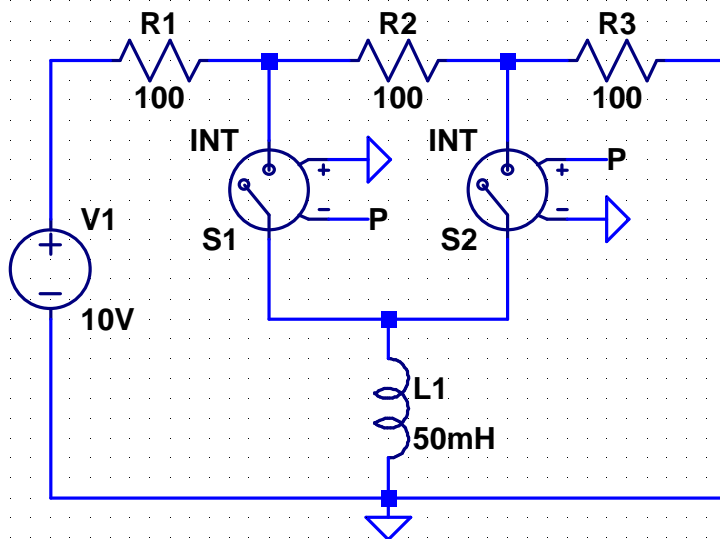 R1 R2 R3
100 100 100
INT INT
+ + P
V1
+ - P -
S1 S2
-
10V
L1
50mH